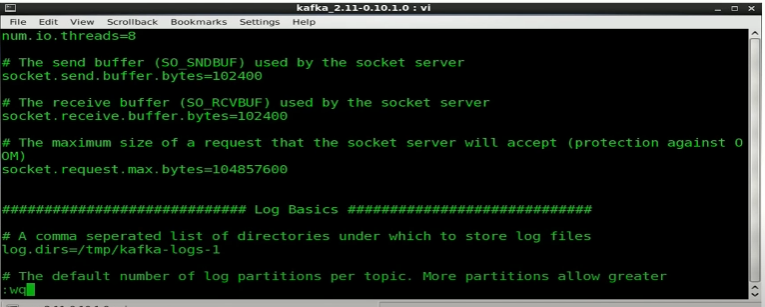 kafka_2.11-0.10.1.0 : vi
File Edit View Scrollback Bookmarks Settings Help
num.io.threads=8
# The send buffer (SO_SNDBUF) used by the socket server
socket.send.buffer.bytes=102400
# The receive buffer (SO_RCVBUF) used by the socket server
socket.receive.buffer.bytes=102400
# The maximum size of a request that the socket server will accept (protection against O
OM)
socket.request.max.bytes=104857600
############################# Log Basics #############################
# A comma seperated list of directories under which to store log files
log.dirs=/tmp/kafka-logs-1
# The default number of log partitions per topic. More partitions allow greater
:wq